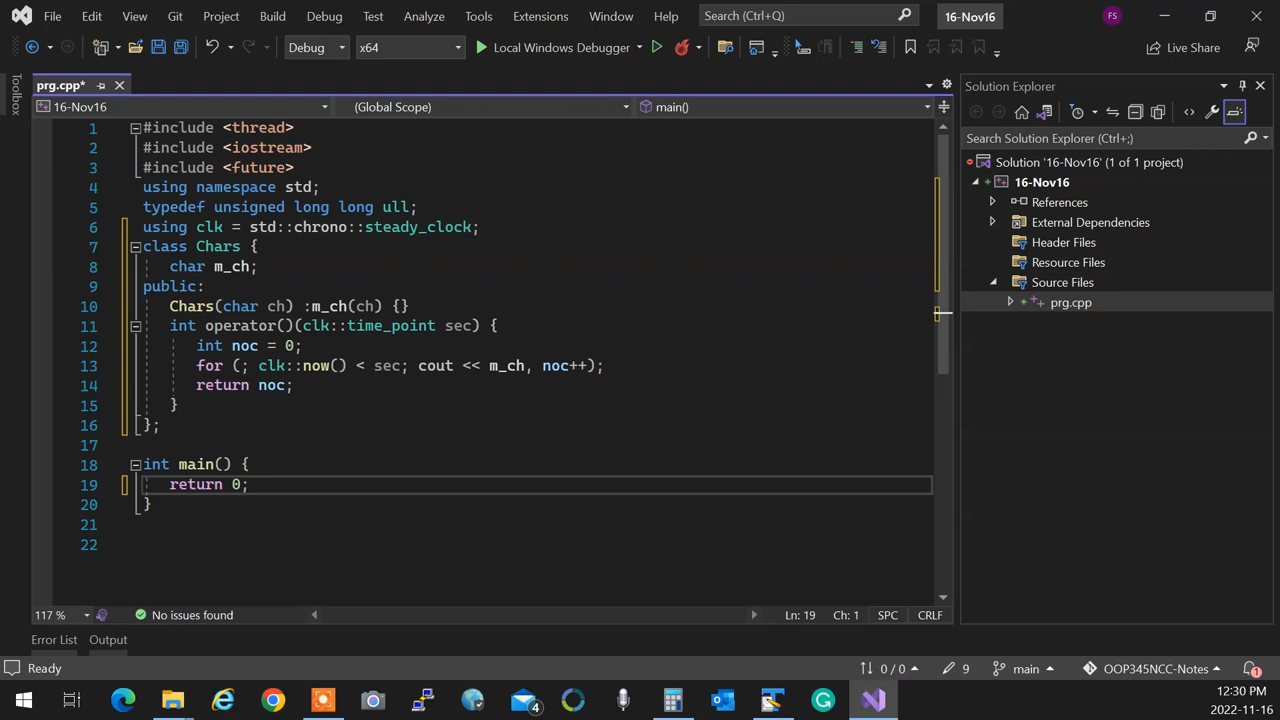 File Edit View Git Project Build Debug Test Analyze Tools Extensions Window Help Search (Ctrl+Q) 16-Nov16 FS
Debug x64 Local Windows Debugger Live Share
Toolbox
prg.cpp*
16-Nov16 (Global Scope) main()
1 #include <thread>
2 #include <iostream>
3 #include <future>
4 using namespace std;
5 typedef unsigned long long ull;
6 using clk = std::chrono::steady_clock;
7 class Chars {
8 char m_ch;
9 public:
10 Chars(char ch) :m_ch(ch) {}
11 int operator()(clk::time_point sec) {
12 int noc = 0;
13 for (; clk::now() < sec; cout << m_ch, noc++);
14 return noc;
15 }
16 };
17
18 int main() {
19 return 0;
20 }
21
22
117 % No issues found Ln: 19 Ch: 1 SPC CRLF
Solution Explorer
Search Solution Explorer (Ctrl+;)
Solution '16-Nov16' (1 of 1 project)
16-Nov16
References
External Dependencies
Header Files
Resource Files
Source Files
prg.cpp
Error List Output
Ready 0 / 0 9 main OOP345NCC-Notes 1
4
12:30 PM
2022-11-16